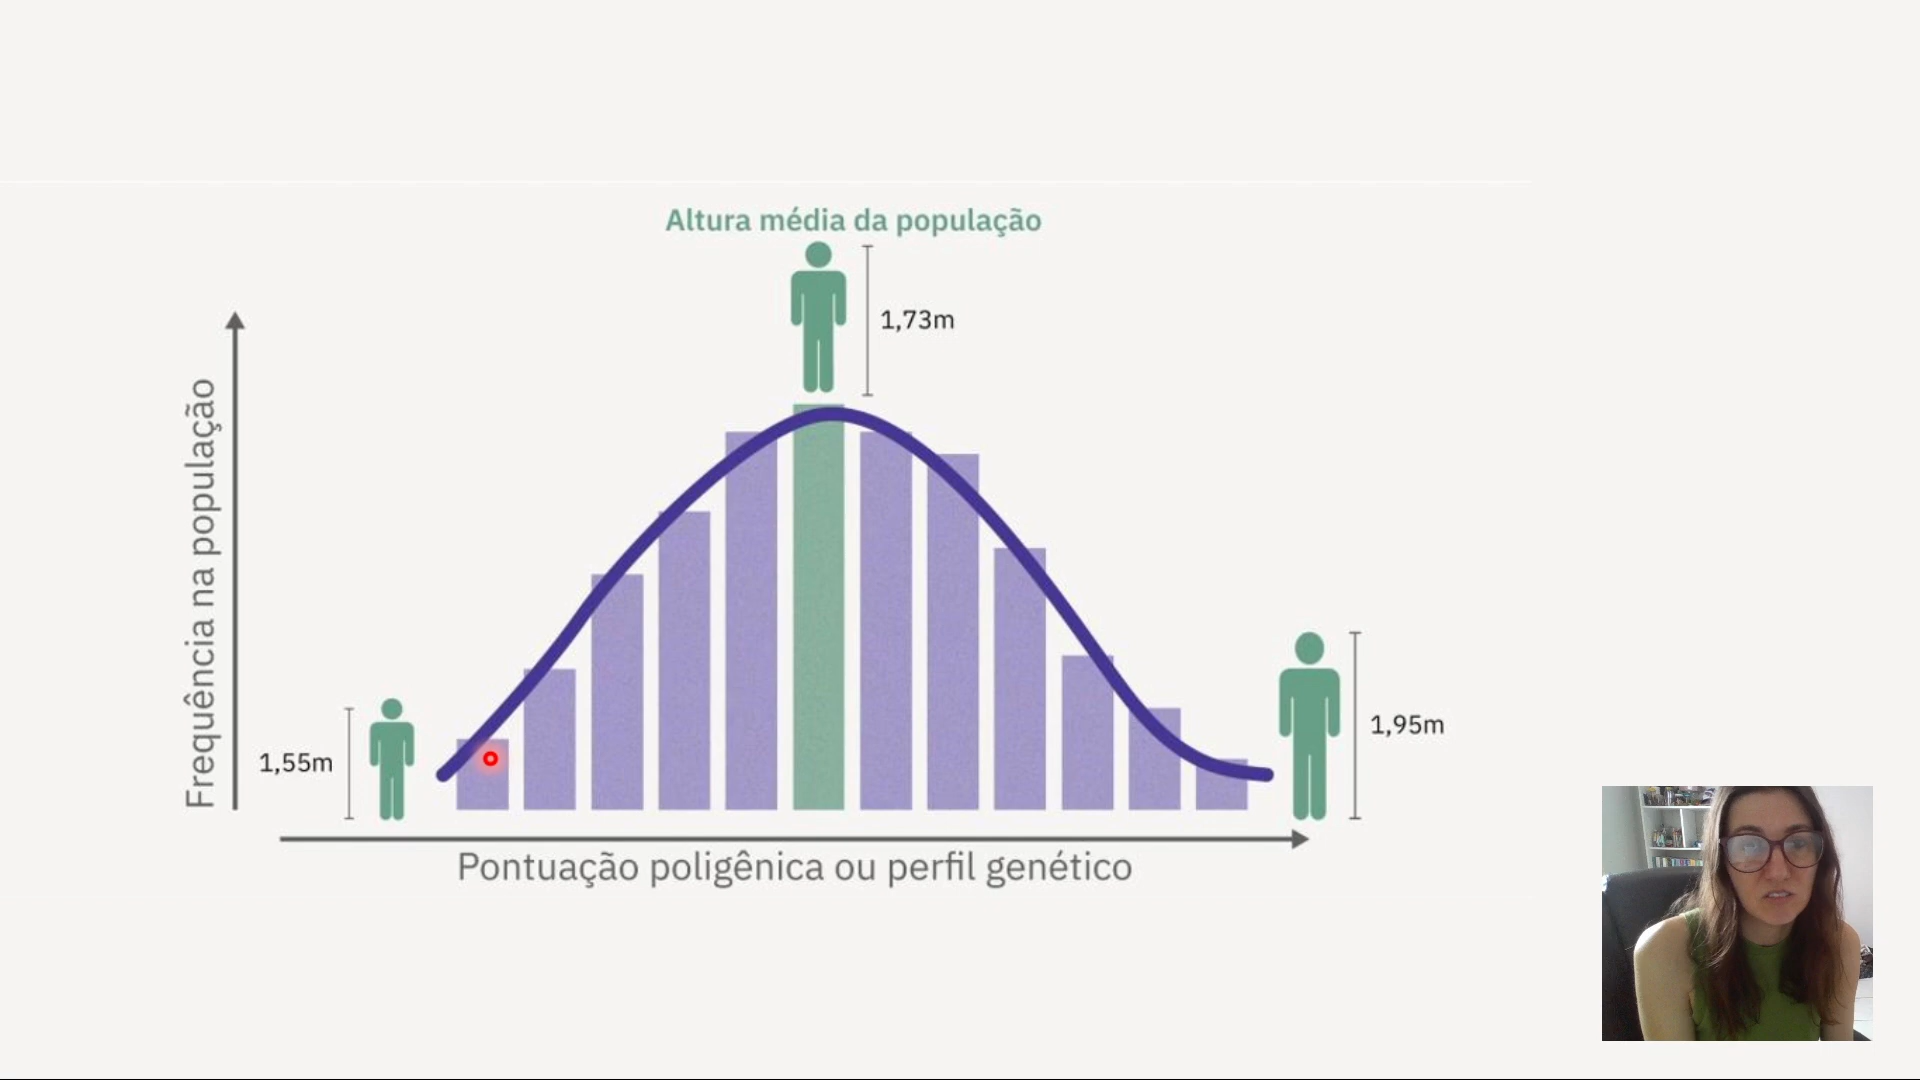 Altura média da população
1,73m
Frequência na população
1,55m
1,95m
Pontuação poligênica ou perfil genético